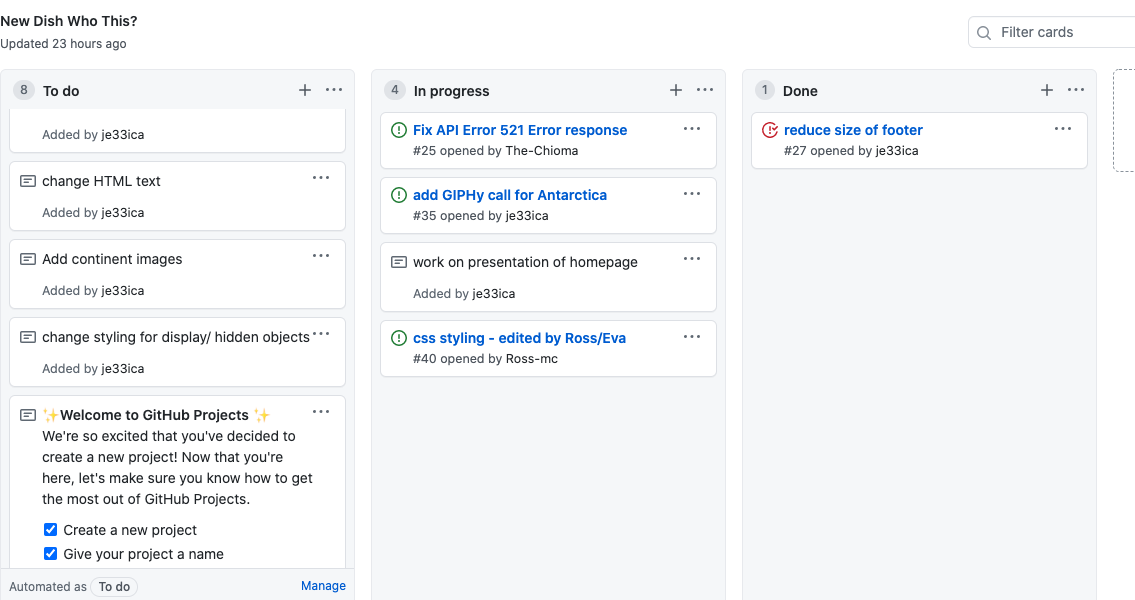 New Dish Who This?
Updated 23 hours ago
Filter cards
8 To do
Added by je33ica
change HTML text
Added by je33ica
Add continent images
Added by je33ica
change styling for display/ hidden objects
Added by je33ica
✨Welcome to GitHub Projects ✨
We're so excited that you've decided to
create a new project! Now that you're
here, let's make sure you know how to get
the most out of GitHub Projects.
Create a new project
Give your project a name
Automated as To do Manage
4 In progress
Fix API Error 521 Error response
#25 opened by The-Chioma
add GIPHy call for Antarctica
#35 opened by je33ica
work on presentation of homepage
Added by je33ica
css styling - edited by Ross/Eva
#40 opened by Ross-mc
1 Done
reduce size of footer
#27 opened by je33ica